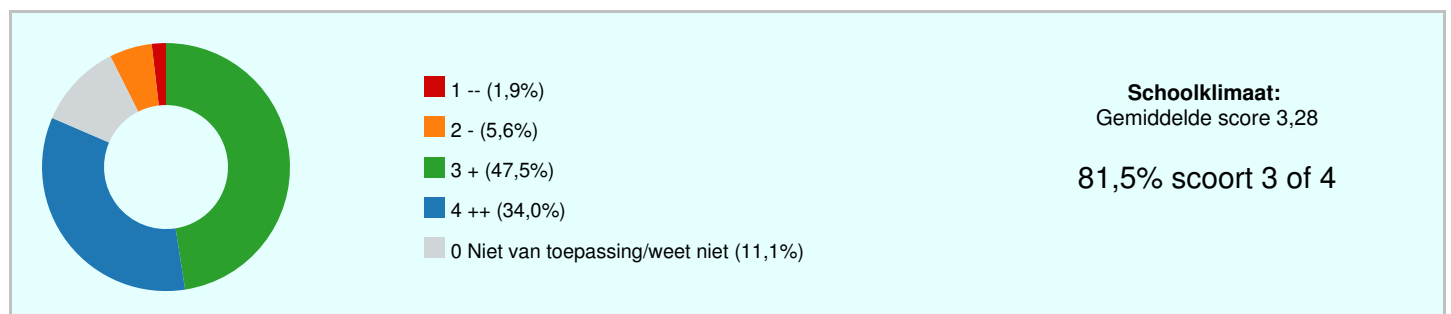 1 -- (1,9%)
2 - (5,6%)
3 + (47,5%)
4 ++ (34,0%)
0 Niet van toepassing/weet niet (11,1%)
Schoolklimaat:
Gemiddelde score 3,28
81,5% scoort 3 of 4